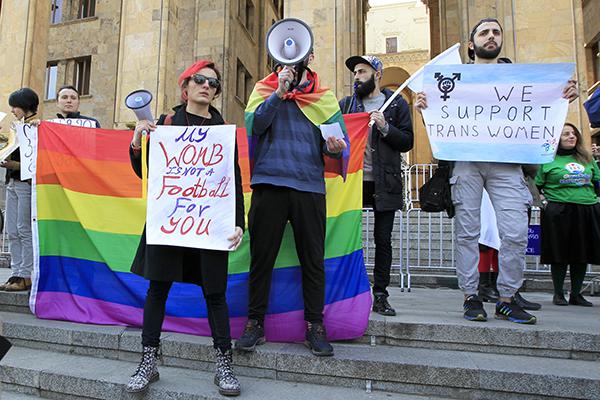 MY
WOMB
IS NOT A
Football
For
YOU
WE
SUPPORT
TRANS WOMEN